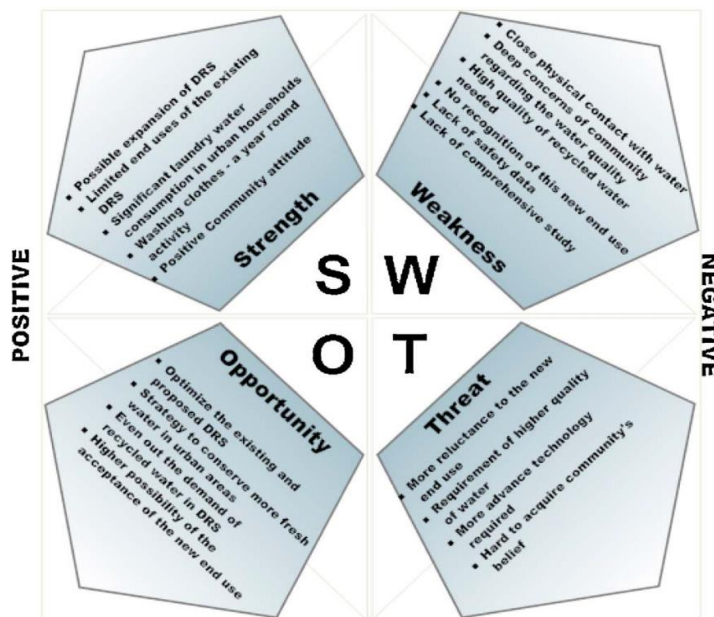 POSITIVE
NEGATIVE
▪ Possible expansion of DRS
▪ Limited end uses of the existing
DRS
▪ Significant laundry water
consumption in urban households
▪ Washing clothes - a year round
activity
▪ Positive Community attitude
Strength
S
▪ Close physical contact with water
▪ Deep concerns of community
regarding the water quality
▪ High quality of recycled water
needed
▪ No recognition of this new end use
▪ Lack of safety data
▪ Lack of comprehensive study
Weakness
W
O
Opportunity
▪ Optimize the existing and
proposed DRS
▪ Strategy to conserve more fresh
water in urban areas
▪ Even out the demand of
recycled water in DRS
▪ Higher possibility of the
acceptance of the new end use
T
Threat
▪ More reluctance to the new
end use
▪ Requirement of higher quality
of water
▪ More advance technology
required
▪ Hard to acquire community's
belief